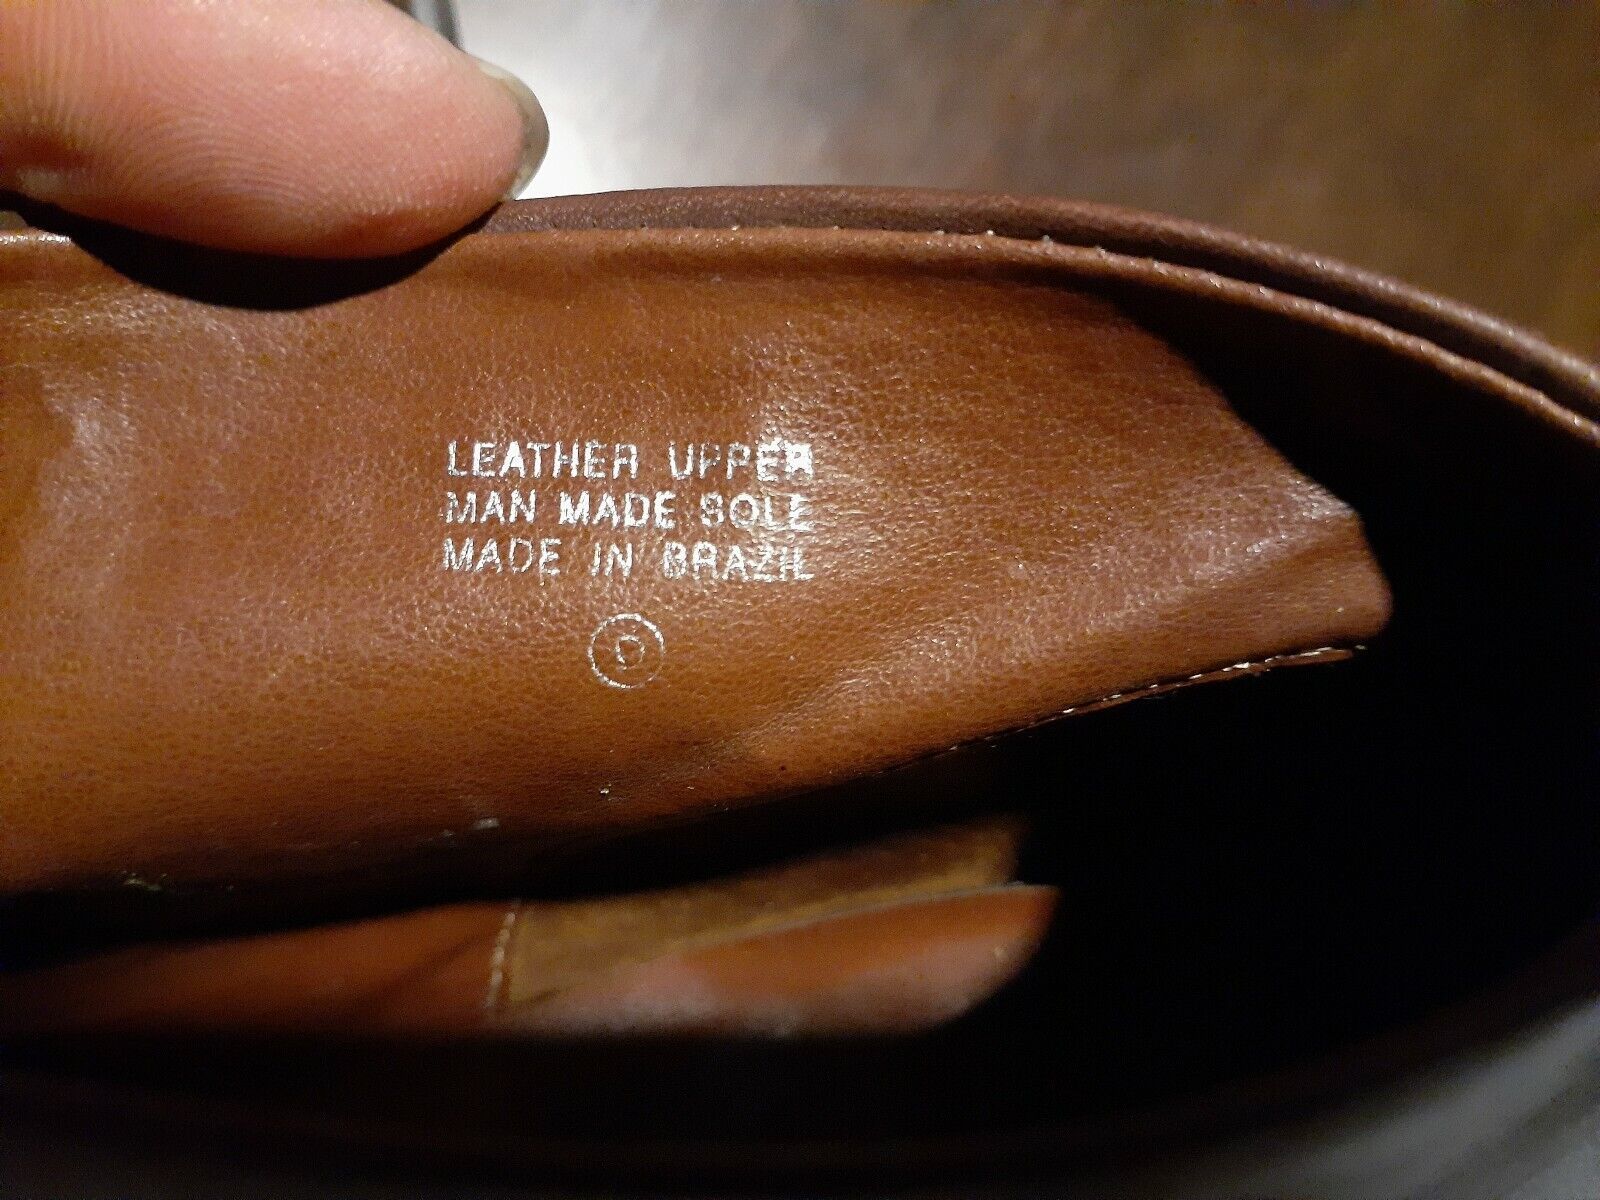 LEATHER UPPER
MAN MADE SOLE
MADE IN BRAZIL